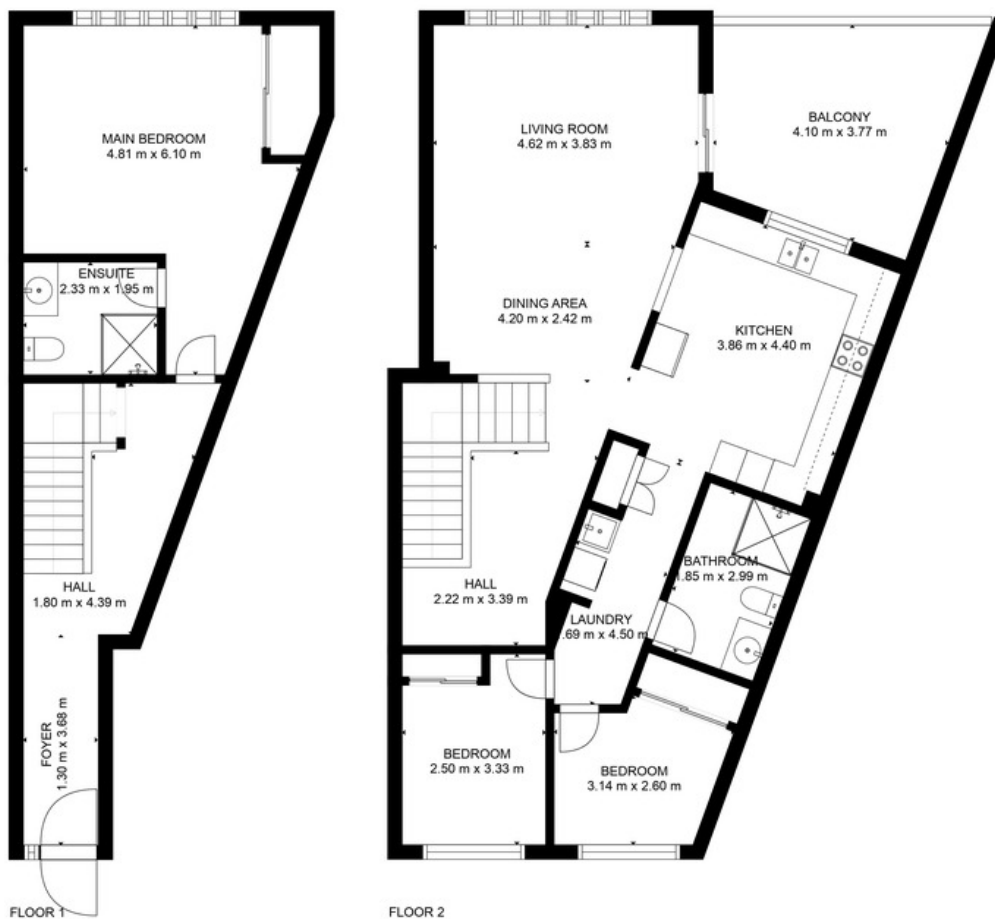 MAIN BEDROOM
4.81 m x 6.10 m
ENSUITE
2.33 m x 1.95 m
HALL
1.80 m x 4.39 m
FOYER
1.30 m x 3.68 m
FLOOR 1
LIVING ROOM
4.62 m x 3.83 m
BALCONY
4.10 m x 3.77 m
DINING AREA
4.20 m x 2.42 m
KITCHEN
3.86 m x 4.40 m
BATHROOM
1.85 m x 2.99 m
HALL
2.22 m x 3.39 m
LAUNDRY
.69 m x 4.50 m
BEDROOM
2.50 m x 3.33 m
BEDROOM
3.14 m x 2.60 m
FLOOR 2